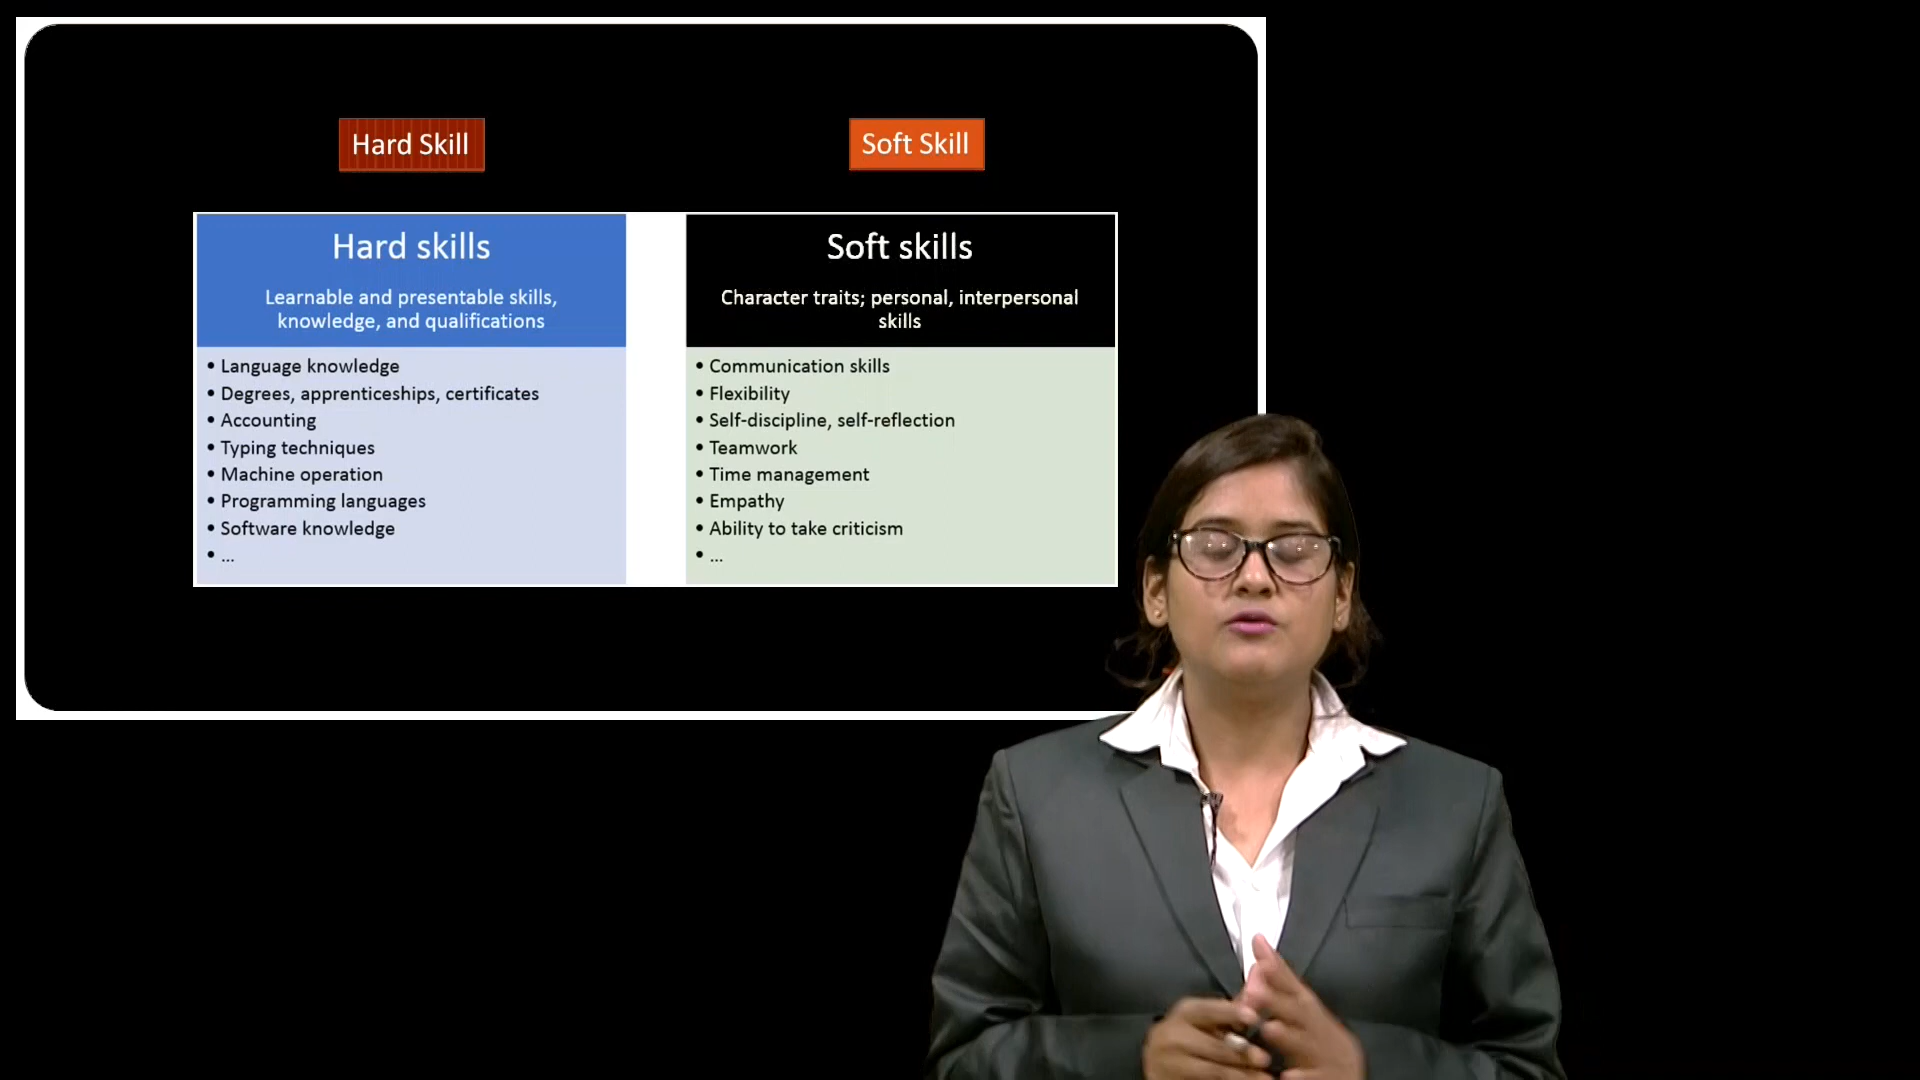 Hard Skill
Soft Skill
Hard skills
Learnable and presentable skills,
knowledge, and qualifications
• Language knowledge
• Degrees, apprenticeships, certificates
• Accounting
• Typing techniques
• Machine operation
• Programming languages
• Software knowledge
• ...
Soft skills
Character traits; personal, interpersonal
skills
• Communication skills
• Flexibility
• Self-discipline, self-reflection
• Teamwork
• Time management
• Empathy
• Ability to take criticism
• ...